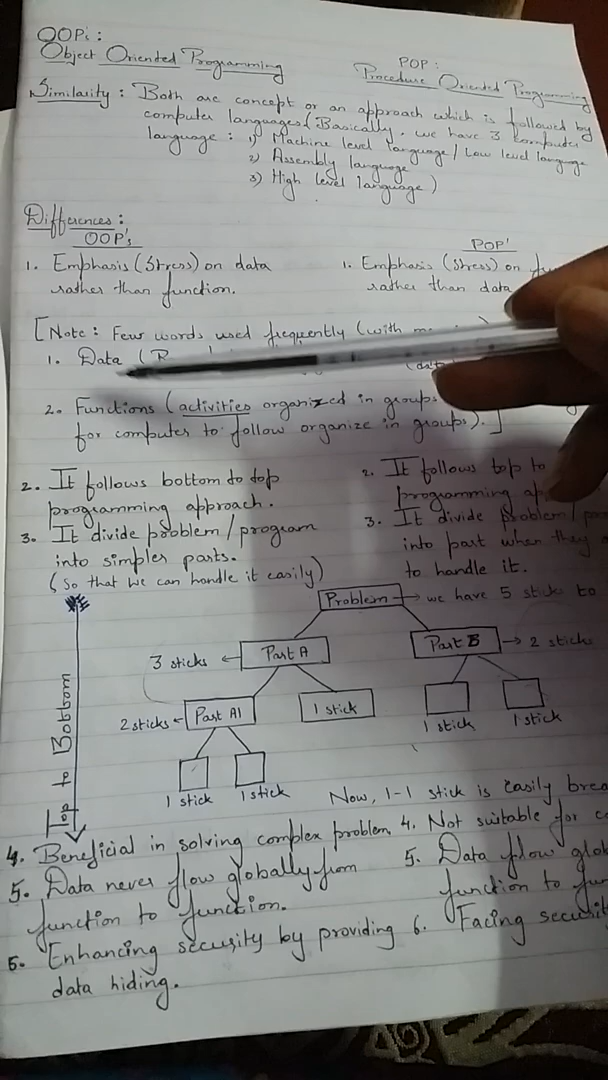 OOPs:
Object Oriented Programming
POP:
Procedure Oriented Programming
Similarity: Both are concept or an approach which is followed by
computer languages (Basically, we have 3 computer
language: 1) Machine level language/Low level language
2) Assembly language
3) High level language)
Differences:
OOP's
POP'
1. Emphasis (Stress) on data
rather than function.
1. Emphasis (Stress) on
rather than data
[Note: Few words used frequently (with
1. Data
2. Functions (activities organized in groups
for computer to follow organize in groups).]
2. It follows bottom to top
programming approach.
2. It follows top to
programming
3. It divide problem/program
into simpler parts.
(So that we can handle it easily)
3. It divide problem/
into part when they
to handle it.
Problem → we have 5 stick to
3 sticks ← Part A
Part B → 2 sticks
2 sticks ← Part A1
1 stick
1 stick
1 stick
1 stick
1 stick
Top to Bottom
Now, 1-1 stick is easily
4. Beneficial in solving complex problem
4. Not suitable for
5. Data never flow globally from
function to function.
5. Data flow
function to
5. Enhancing security by providing
data hiding.
6. Facing